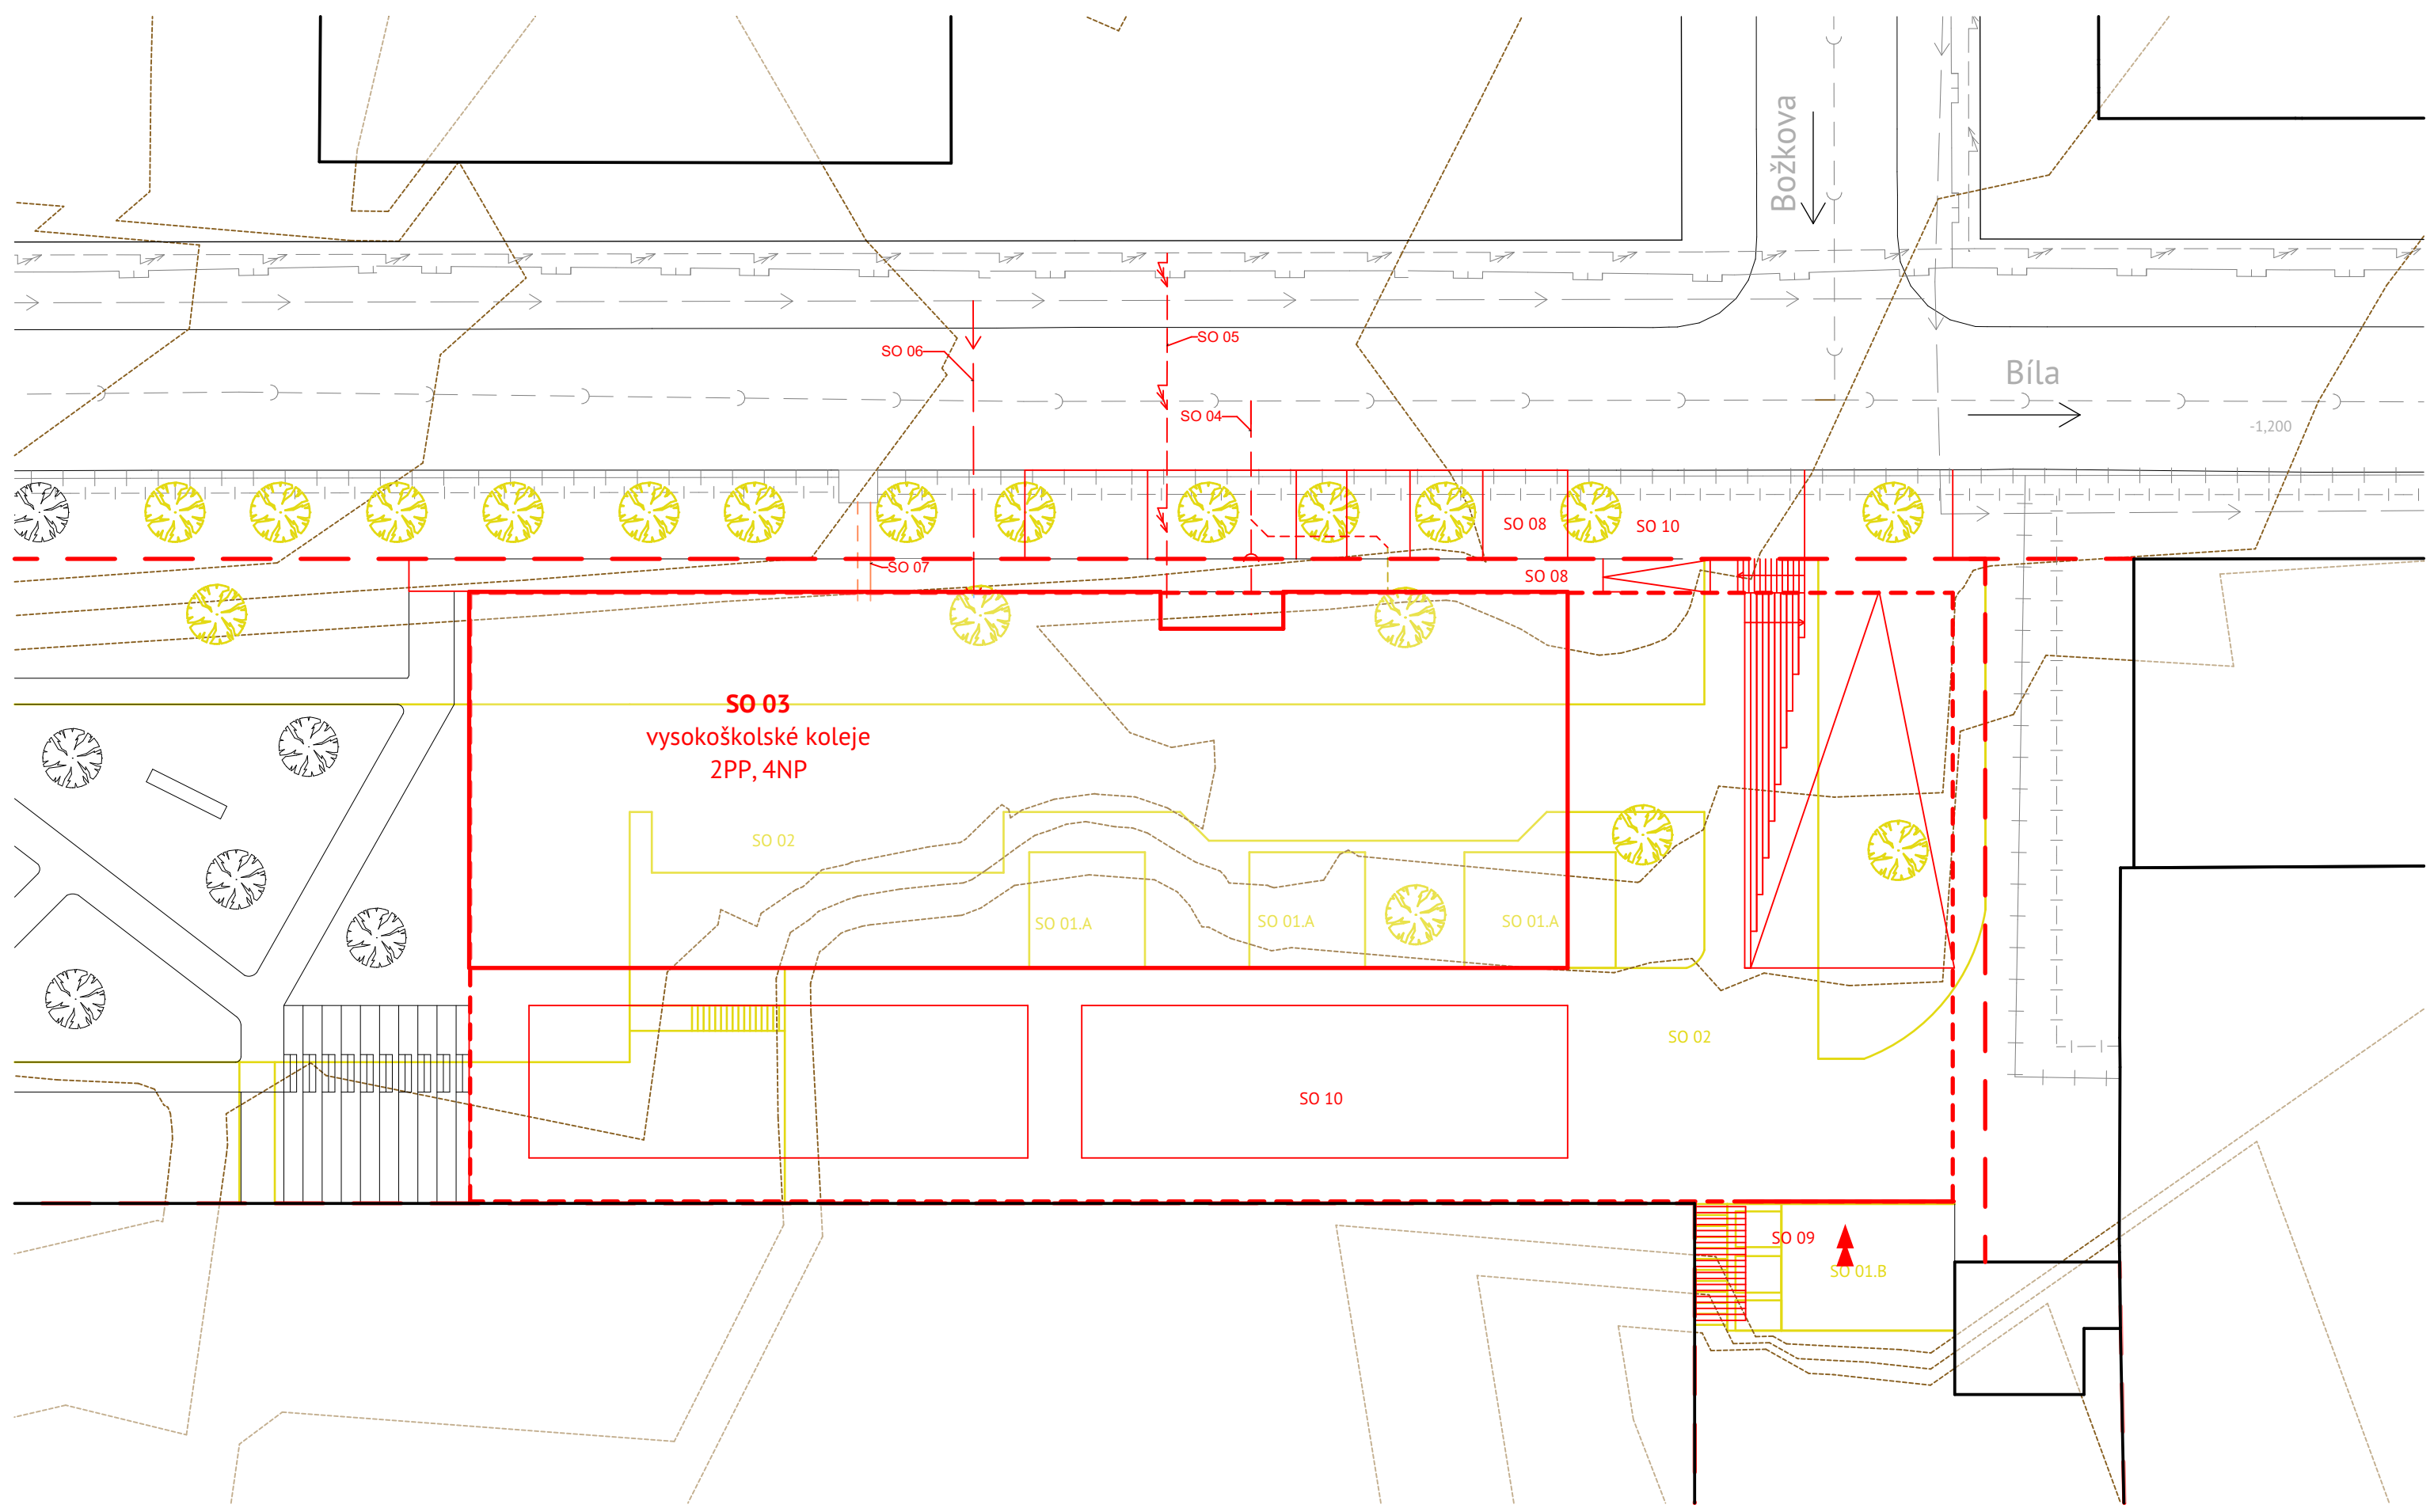 Božkova
SO 05
SO 06
Bíla
SO 04
-1,200
SO 08
SO 10
SO 07
SO 08
SO 03
vysokoškolské koleje
2PP, 4NP
SO 02
SO 01.A
SO 01.A
SO 01.A
SO 02
SO 10
SO 09
SO 01.B